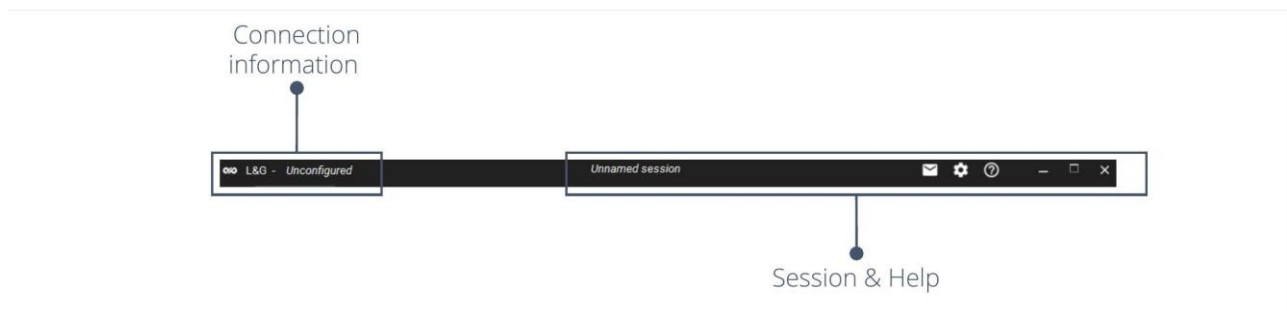 Connection
information
L&G - Unconfigured
Unnamed session
Session & Help